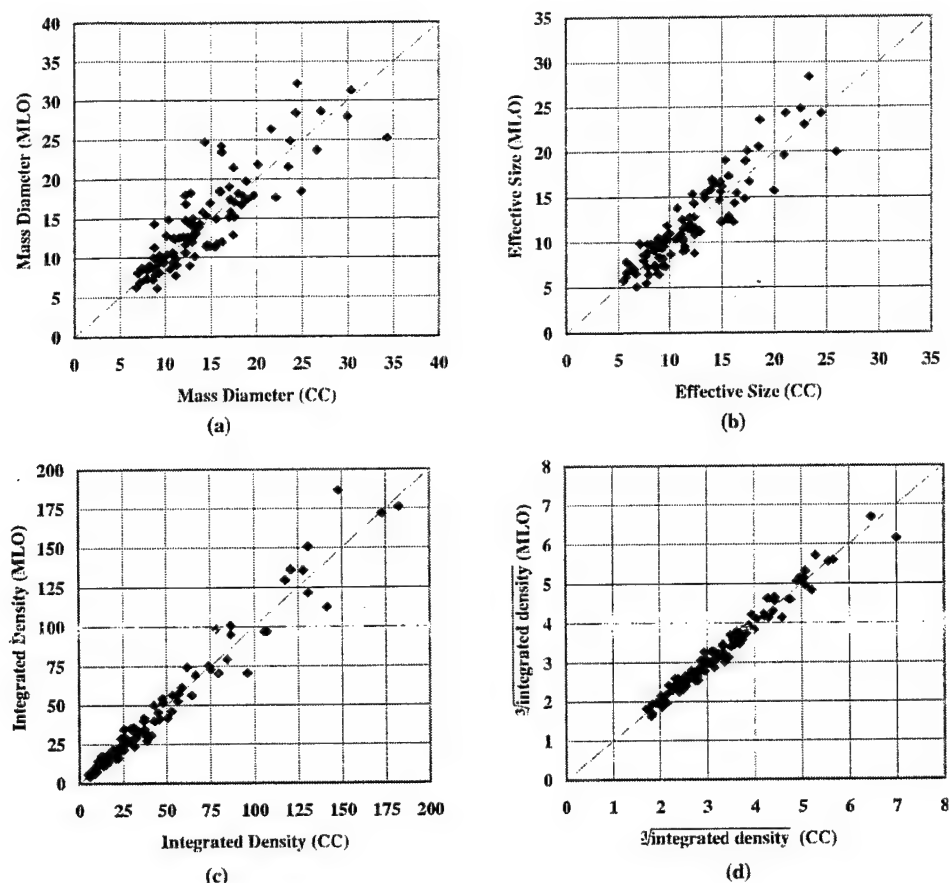 40
35
30
25
20
15
10
5
0
Mass Diameter (MLO)
0 5 10 15 20 25 30 35 40
Mass Diameter (CC)
(a)
35
30
25
20
15
10
5
0
Effective Size (MLO)
0 5 10 15 20 25 30 35
Effective Size (CC)
(b)
200
175
150
125
100
75
50
25
0
Integrated Density (MLO)
0 25 50 75 100 125 150 175 200
Integrated Density (CC)
(c)
8
7
6
5
4
3
2
1
0
∛integrated density (MLO)
0 1 2 3 4 5 6 7 8
∛integrated density (CC)
(d)